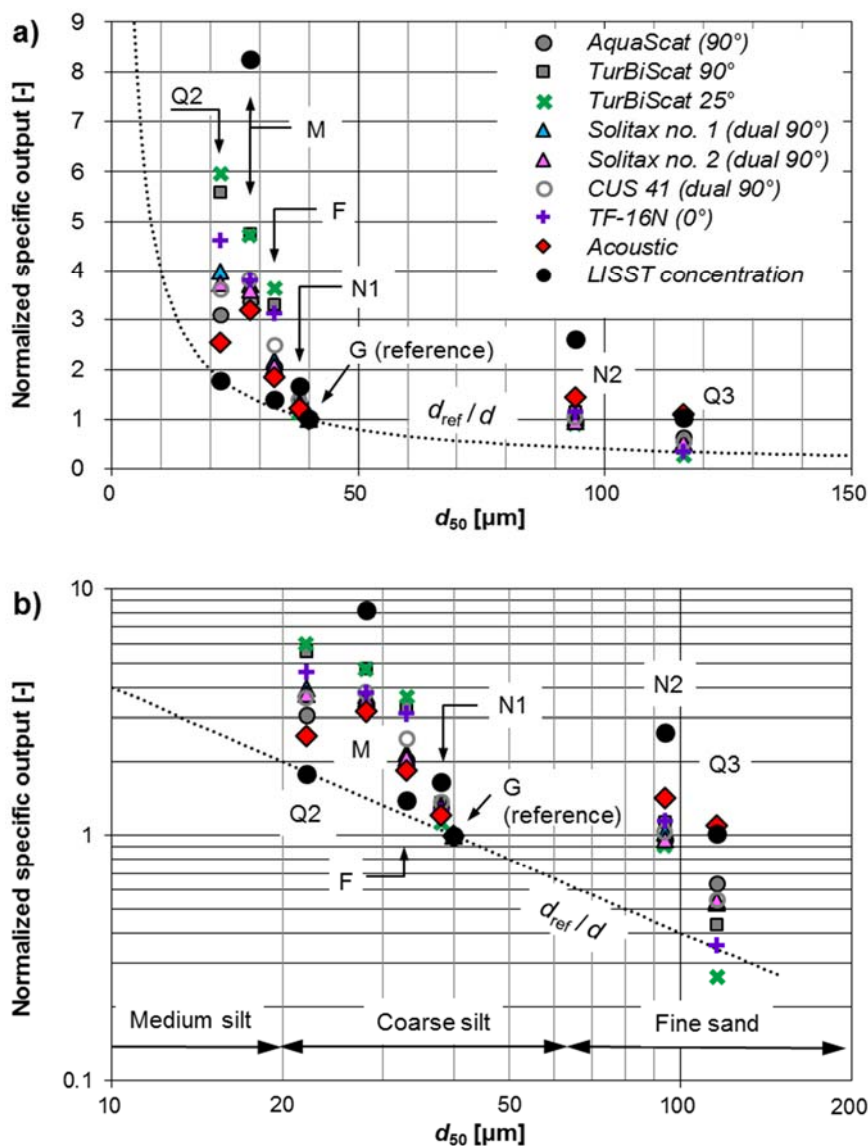 a)
Normalized specific output [-]
9
8
7
6
5
4
3
2
1
0
Q2
M
F
N1
G (reference)
d_ref / d
N2
Q3
AquaScat (90°)
TurBiScat 90°
TurBiScat 25°
Solitax no. 1 (dual 90°)
Solitax no. 2 (dual 90°)
CUS 41 (dual 90°)
TF-16N (0°)
Acoustic
LISST concentration
0 50 100 150
d50 [µm]
b)
Normalized specific output [-]
10
1
0.1
N2
N1
Q3
M
G
(reference)
Q2
F
d_ref / d
Medium silt Coarse silt Fine sand
10 20 50 100 200
d50 [µm]